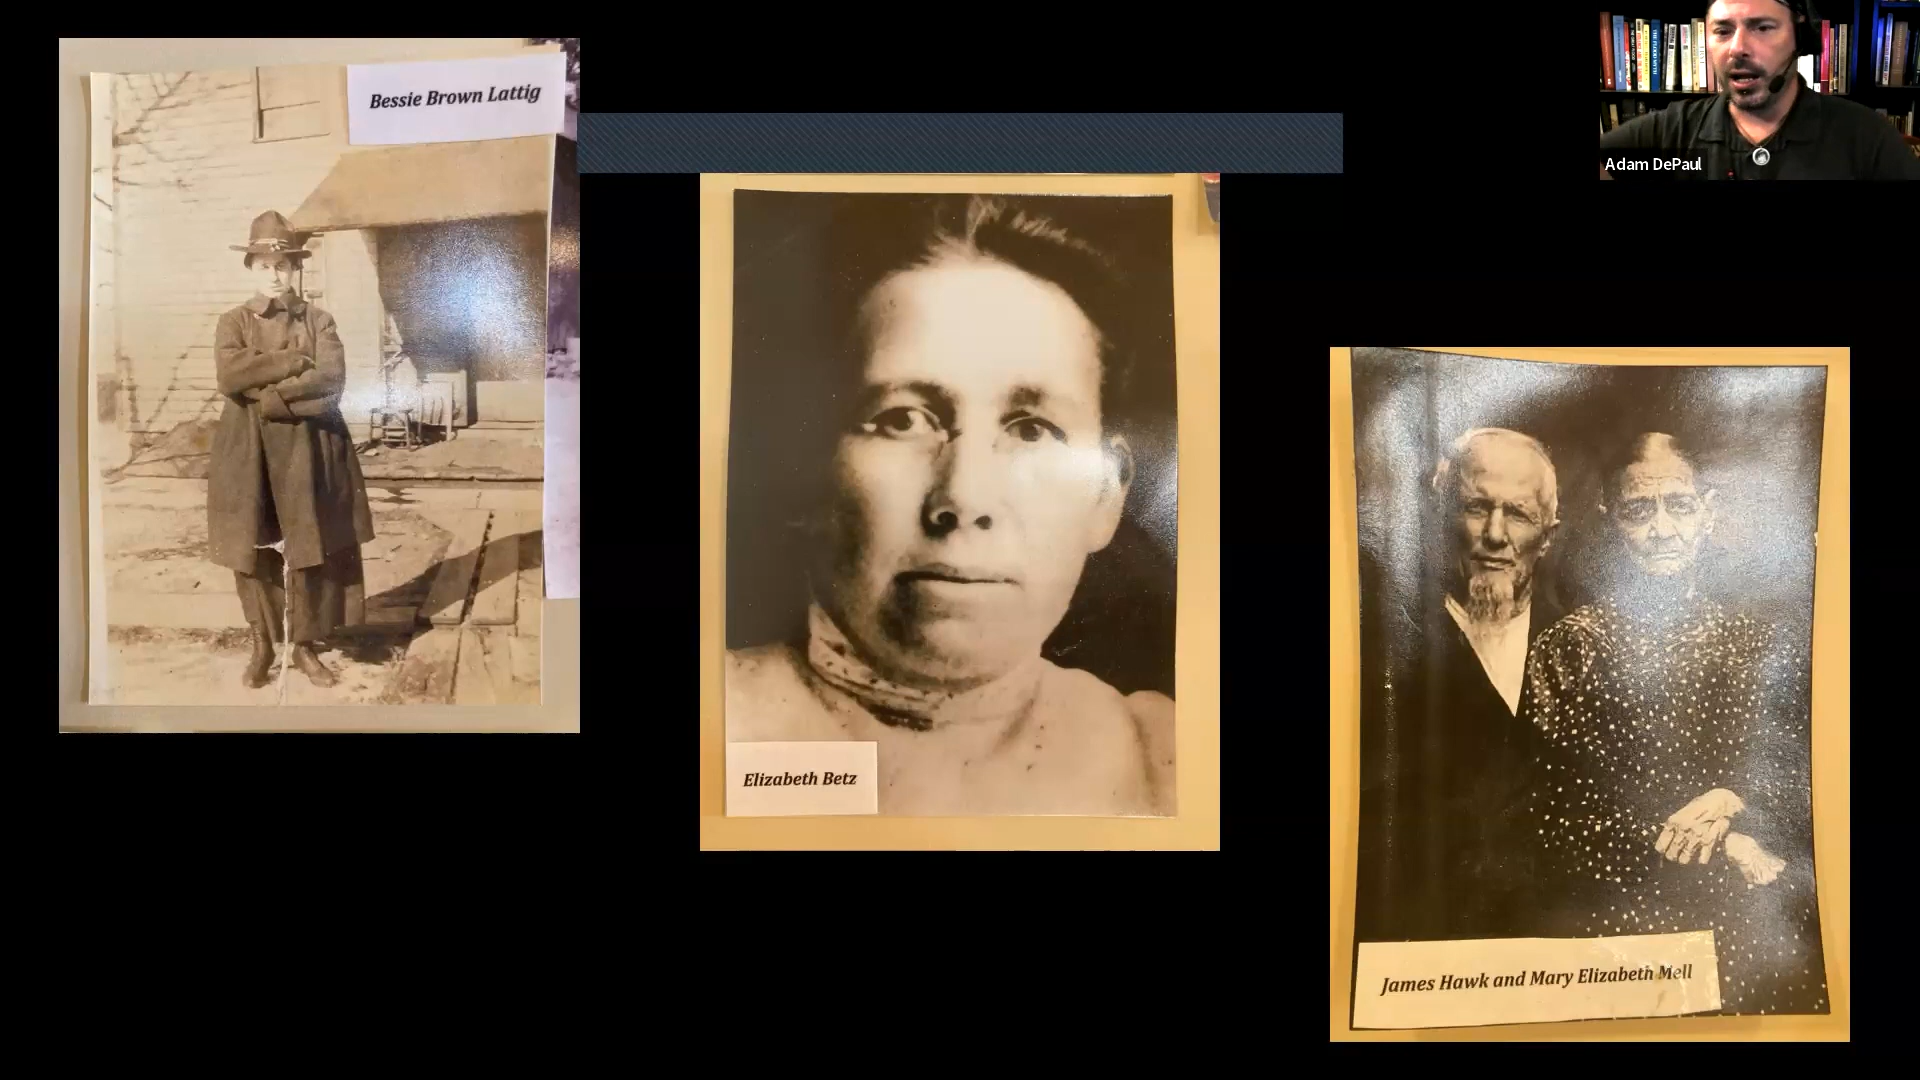 Bessie Brown Lattig
Adam DePaul
Elizabeth Betz
James Hawk and Mary Elizabeth Mell